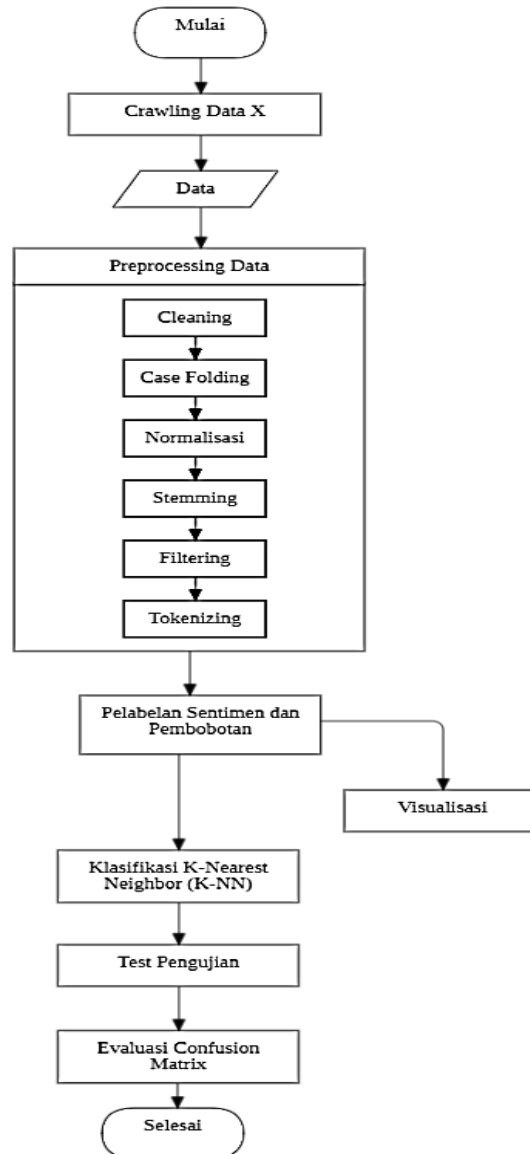 Mulai
Crawling Data X
Data
Preprocessing Data
Cleaning
Case Folding
Normalisasi
Stemming
Filtering
Tokenizing
Pelabelan Sentimen dan
Pembobotan
Visualisasi
Klasifikasi K-Nearest
Neighbor (K-NN)
Test Pengujian
Evaluasi Confusion
Matrix
Selesai